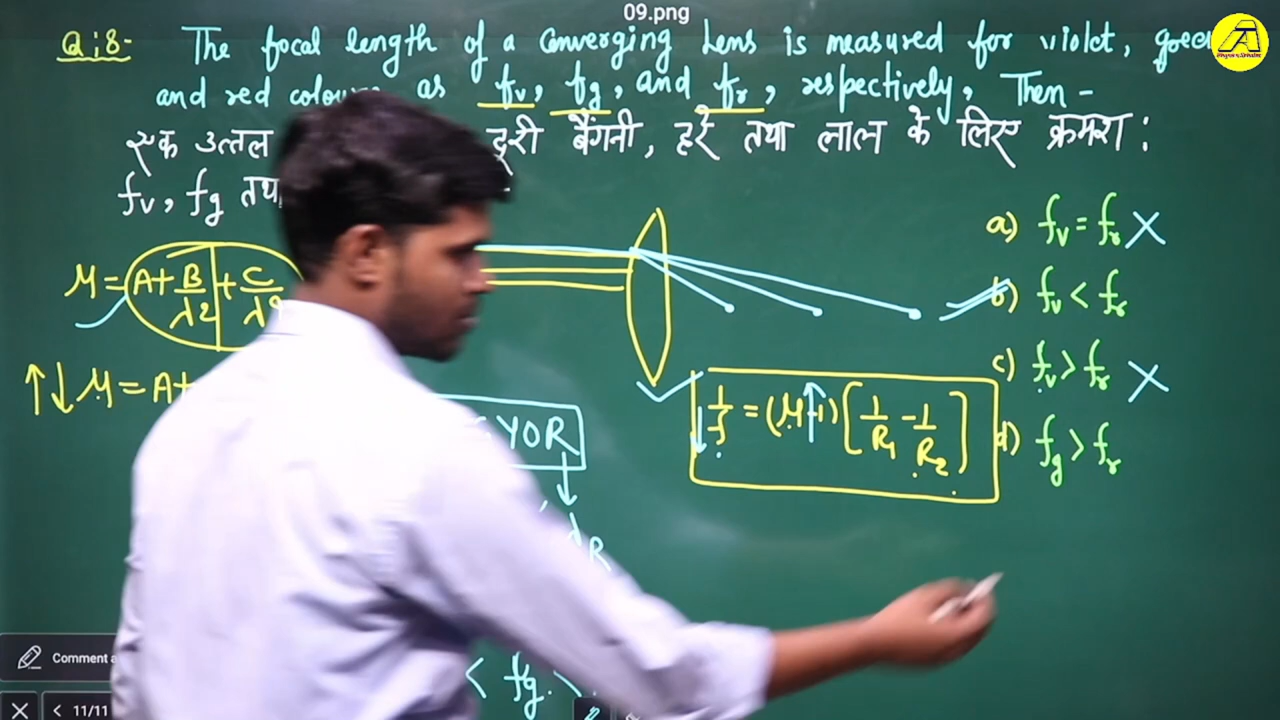 09.png
Q:8- The focal length of a converging lens is measured for violet, green
and red colours as fv, fg, and fr, respectively, Then -
एक उत्तल दूरी बैंगनी, हरे तथा लाल के लिए क्रमशः
fv, fg तथा
a) fv = fr ×
b) fv < fr
c) fv > fr ×
d) fg > fr
μ = A + B/λ2 + C/λ
↑↓ μ = A+
YOR
λR
1/f = (μ-1) [1/R1 - 1/R2]
< fg
Comment
11/11